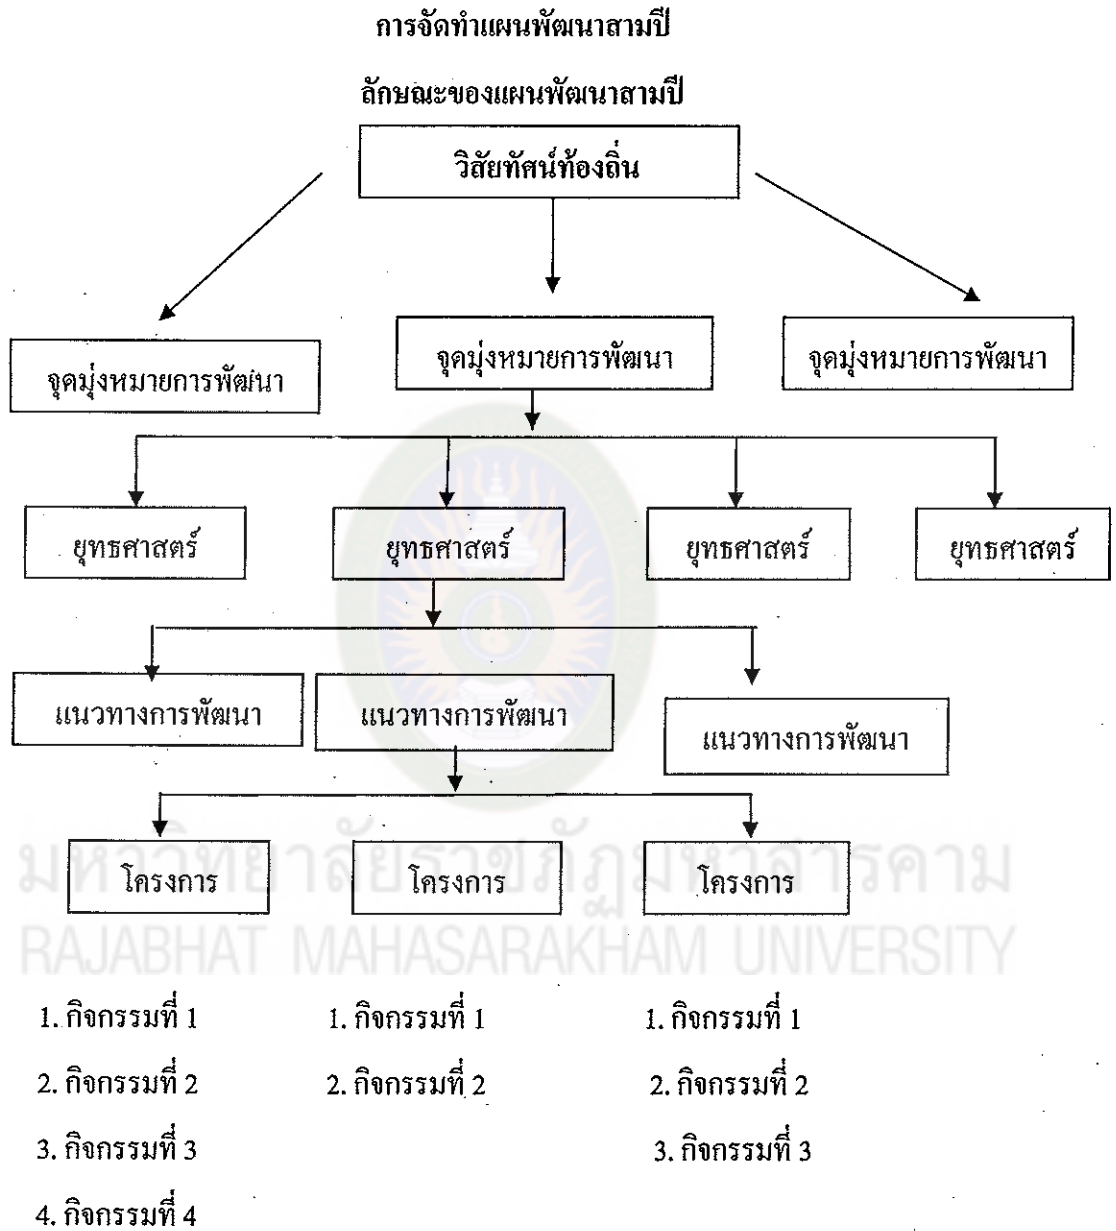 การจัดทำแผนพัฒนาสามปี
ลักษณะของแผนพัฒนาสามปี
วิสัยทัศน์ท้องถิ่น
จุดมุ่งหมายการพัฒนา จุดมุ่งหมายการพัฒนา จุดมุ่งหมายการพัฒนา
ยุทธศาสตร์ ยุทธศาสตร์ ยุทธศาสตร์ ยุทธศาสตร์
แนวทางการพัฒนา แนวทางการพัฒนา แนวทางการพัฒนา
มหาวิทยาลัยราชภัฏมหาสารคาม
โครงการ โครงการ โครงการ
RAJABHAT MAHASARAKHAM UNIVERSITY
1. กิจกรรมที่ 1 1. กิจกรรมที่ 1 1. กิจกรรมที่ 1
2. กิจกรรมที่ 2 2. กิจกรรมที่ 2 2. กิจกรรมที่ 2
3. กิจกรรมที่ 3 3. กิจกรรมที่ 3
4. กิจกรรมที่ 4